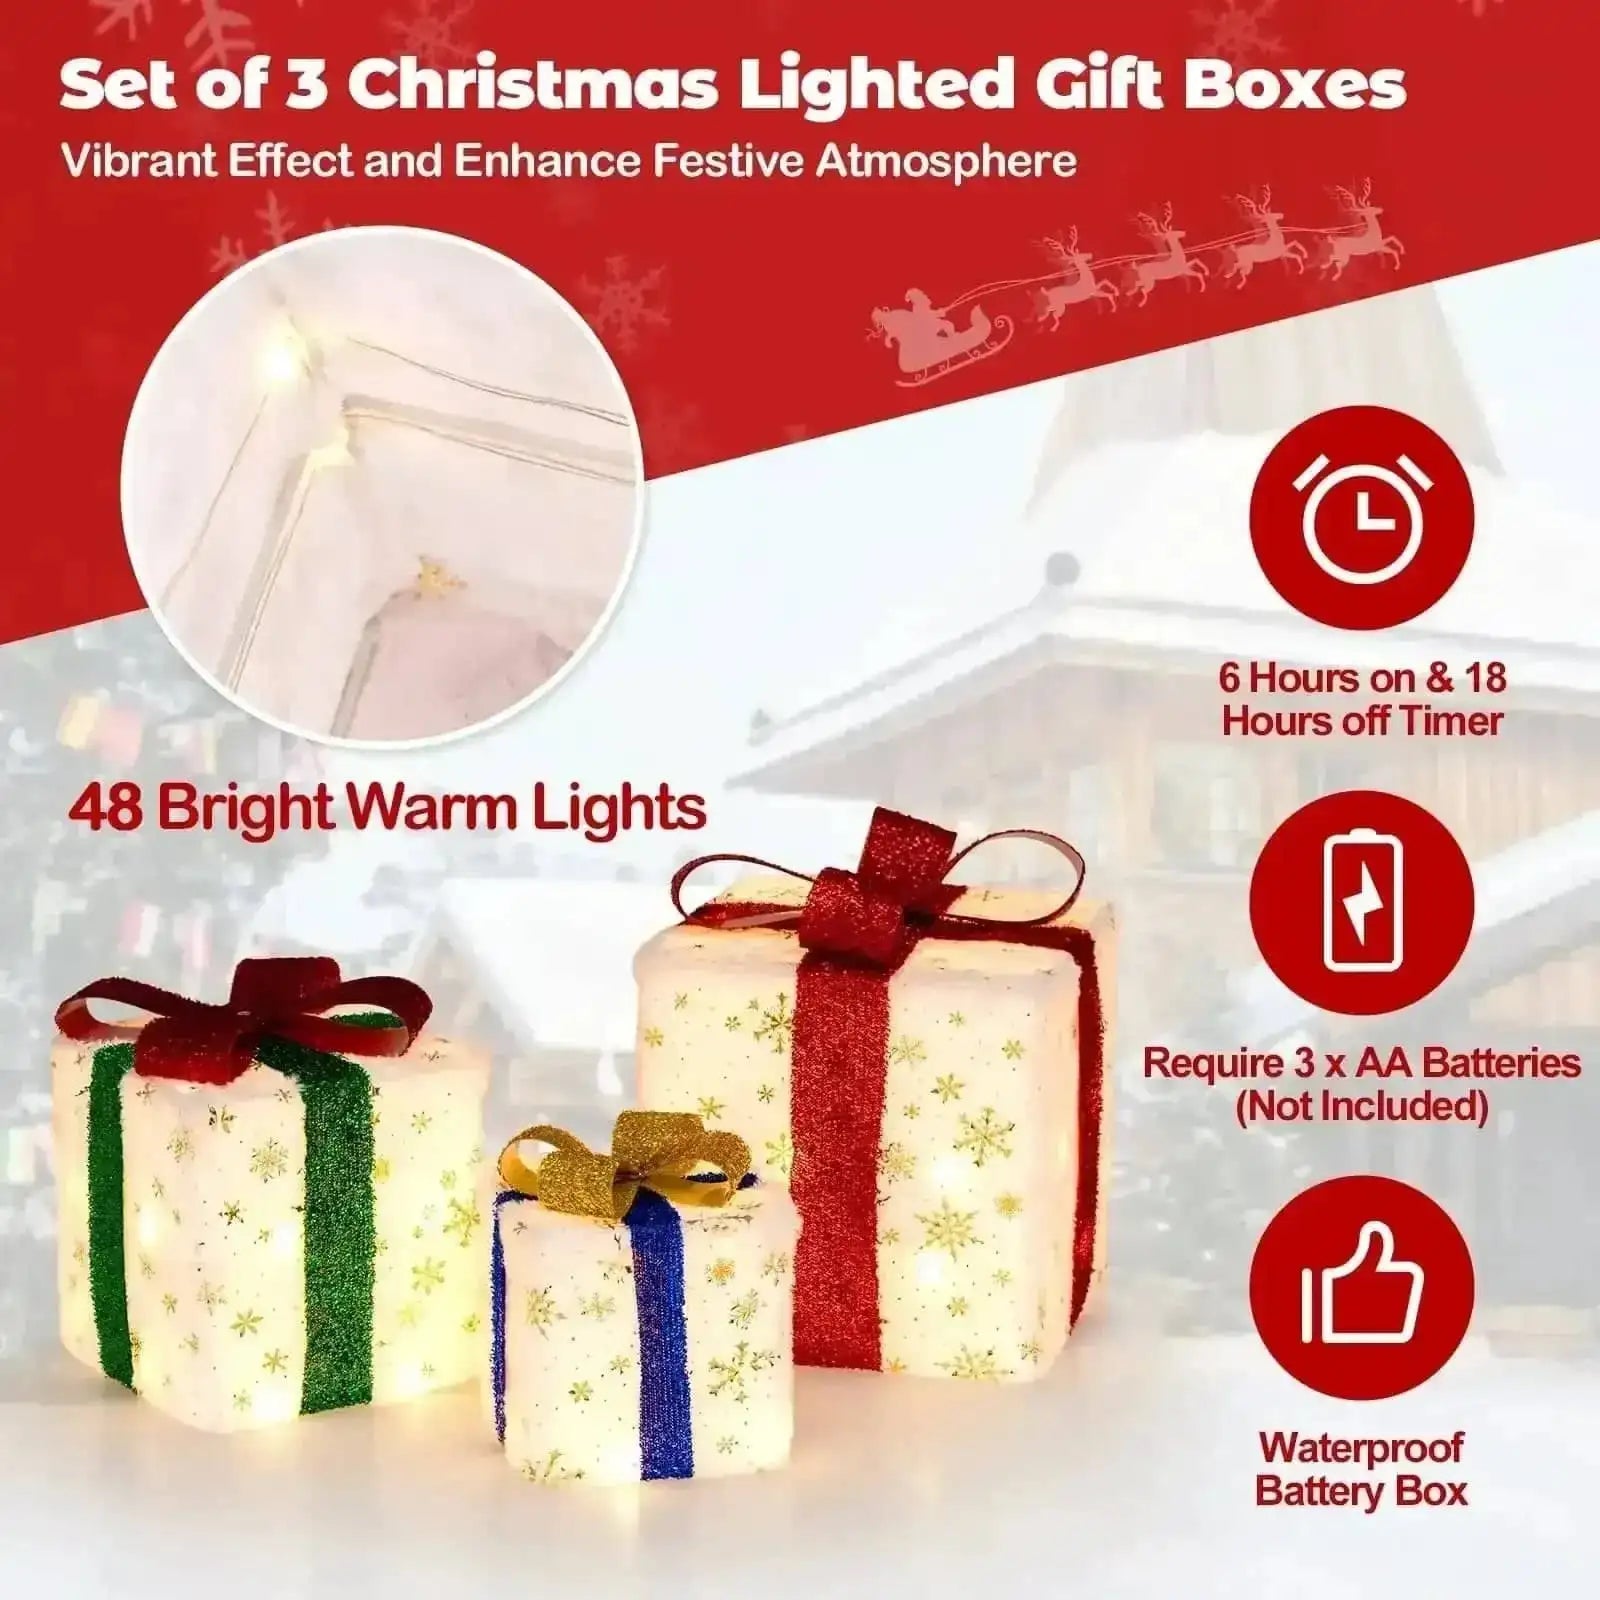 Set of 3 Christmas Lighted Gift Boxes
Vibrant Effect and Enhance Festive Atmosphere
48 Bright Warm Lights
6 Hours on & 18
Hours off Timer
Require 3 x AA Batteries
(Not Included)
Waterproof
Battery Box